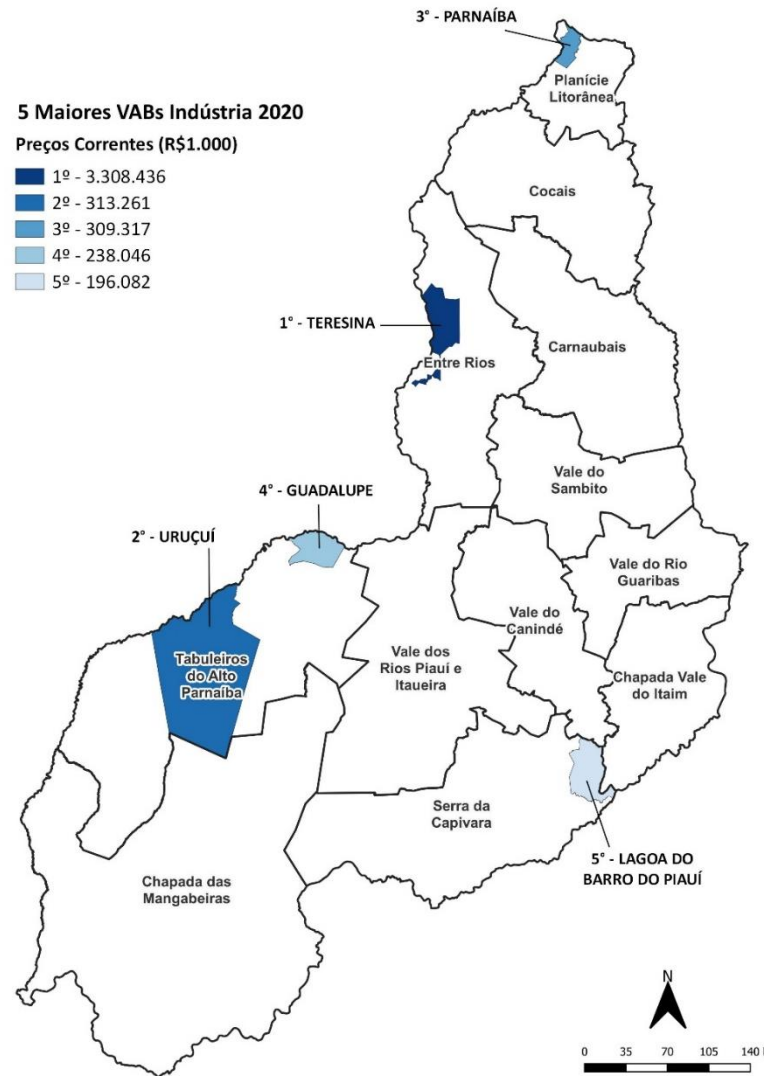 3° - PARNAÍBA
Planície
Litorânea
5 Maiores VABs Indústria 2020
Preços Correntes (R$1.000)
1º - 3.308.436
2º - 313.261
3º - 309.317
4º - 238.046
5º - 196.082
Cocais
1° - TERESINA
Carnaubais
Entre Rios
Vale do
Sambito
4° - GUADALUPE
2° - URUÇUÍ
Vale do Rio
Guaribas
Vale do
Canindé
Vale dos
Rios Piauí e
Itaueira
Tabuleiros
do Alto
Parnaíba
Chapada Vale
do Itaim
Serra da
Capivara
5° - LAGOA DO
BARRO DO PIAUÍ
Chapada das
Mangabeiras
N
0 35 70 105 140